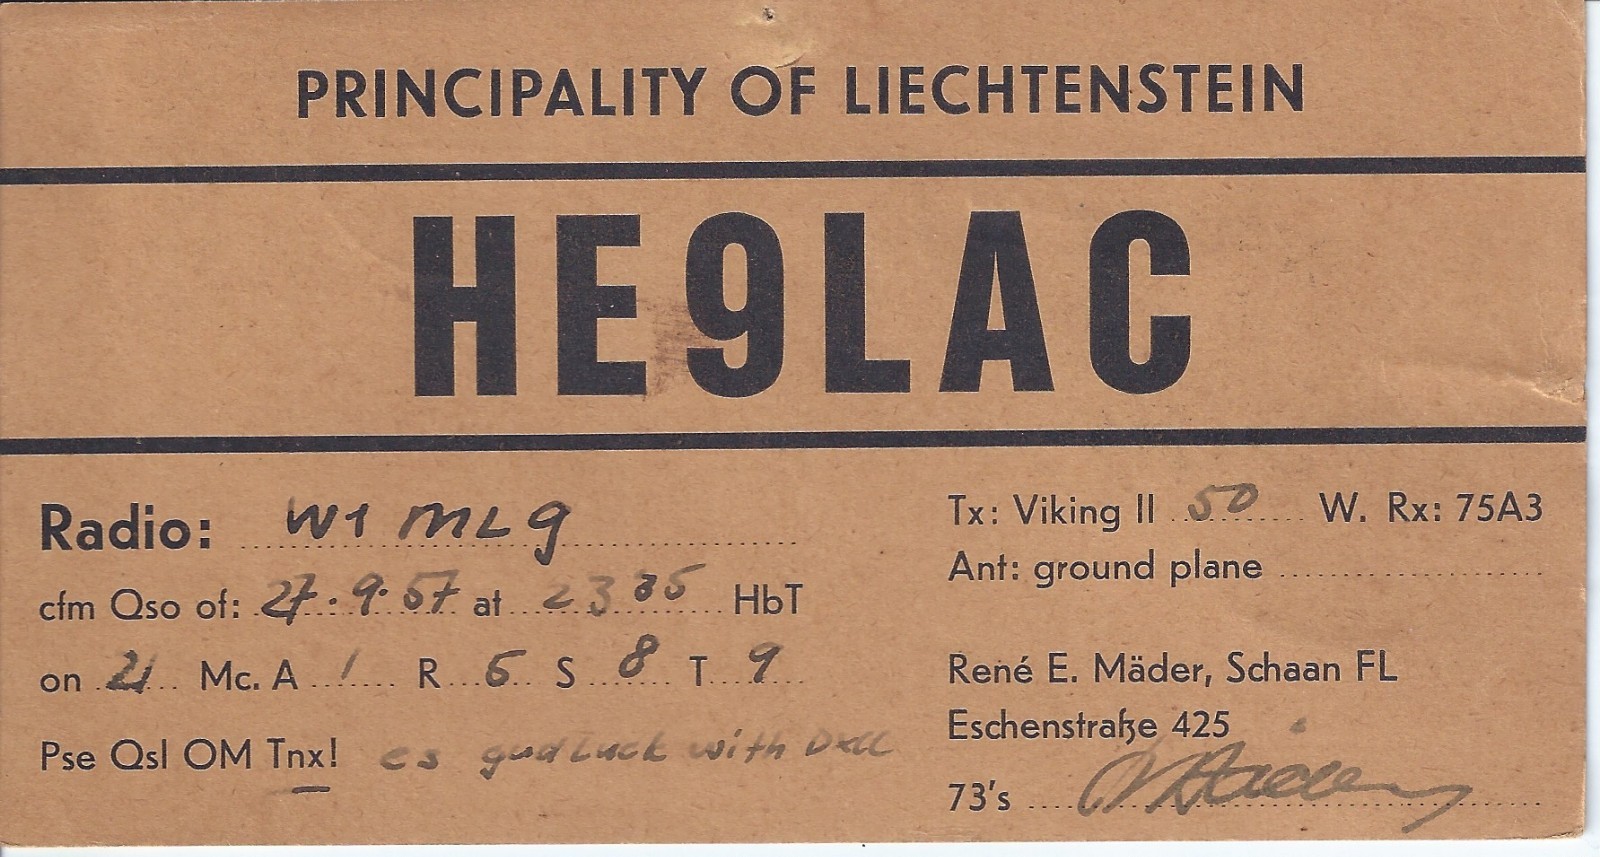 PRINCIPALITY OF LIECHTENSTEIN
HE9LAC
Radio: W1 MLG
cfm Qso of: 27.9.57 at 2335 HbT
on 21 Mc. A 1 R 5 S 8 T 9
Pse Qsl OM Tnx! es gud luck with
Tx: Viking II 50 W. Rx: 75A3
Ant: ground plane
René E. Mäder, Schaan FL
Eschenstraße 425
73's